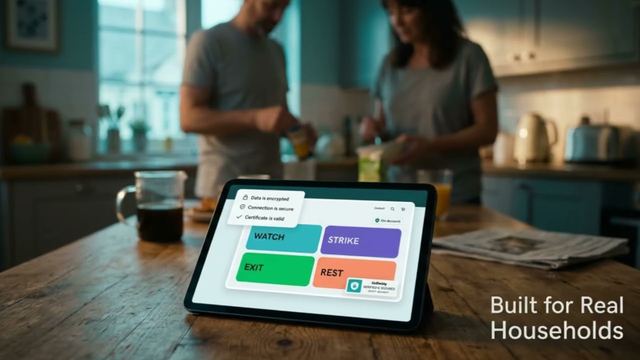 Data is encrypted
Connection is secure
Certificate is valid
WATCH
STRIKE
EXIT
REST
Built for Real
Households